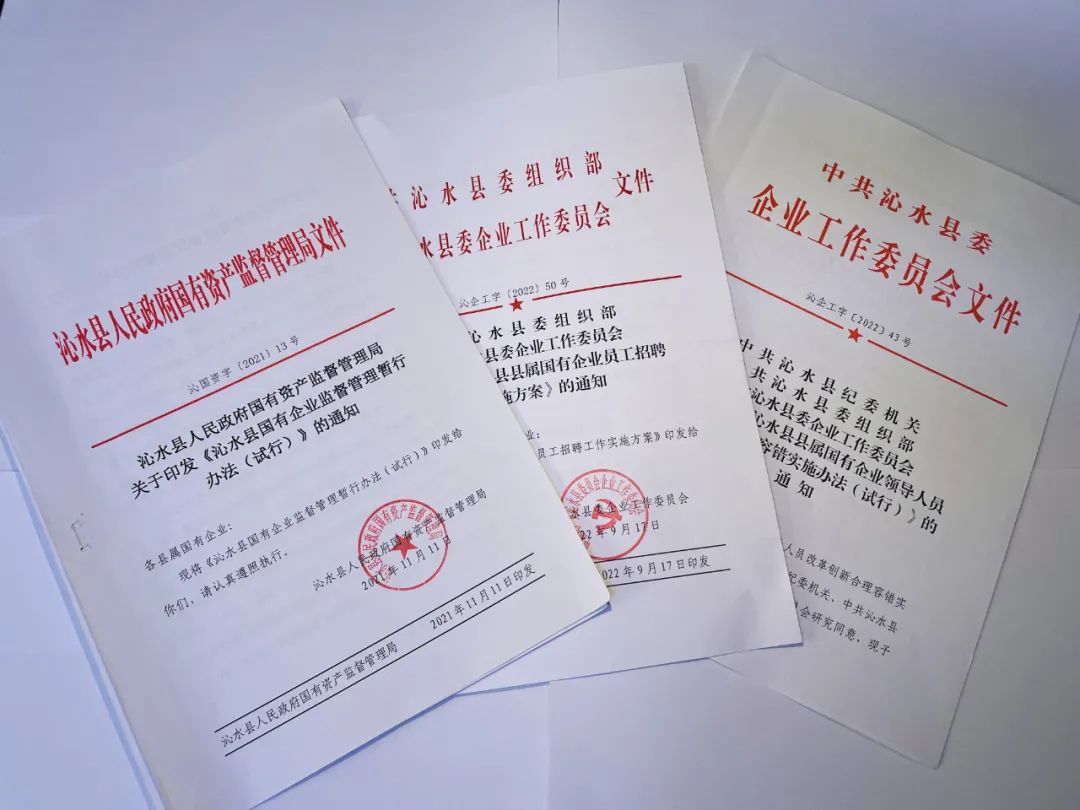 沁水县人民政府国有资产监督管理局文件
沁国资字〔2021〕13号
沁水县人民政府国有资产监督管理局
关于印发《沁水县国有企业监督管理暂行
办法（试行）》的通知
各县属国有企业：
现将《沁水县国有企业监督管理暂行办法（试行）》印发给
你们，请认真遵照执行。
沁水县人民政府国有资产监督管理局
2021年11月11日
沁水县人民政府国有资产监督管理局 2021年11月11日印发
沁水县委组织部
水县委企业工作委员会
文件
沁企工字〔2022〕50号
沁水县委组织部
县委企业工作委员会
县县属国有企业员工招聘
施方案》的通知
业：
员工招聘工作实施方案》印发给
水县委企业工作委员会
22年9月17日
2022年9月17日印发
中共沁水县委
企业工作委员会文件
沁企工字〔2022〕43号
中共沁水县纪委机关
共沁水县委组织部
沁水县委企业工作委员会
沁水县县属国有企业领导人员
容错实施办法（试行）》的
通知
人员改革创新合理容错实
纪委机关、中共沁水县
会研究同意，现予